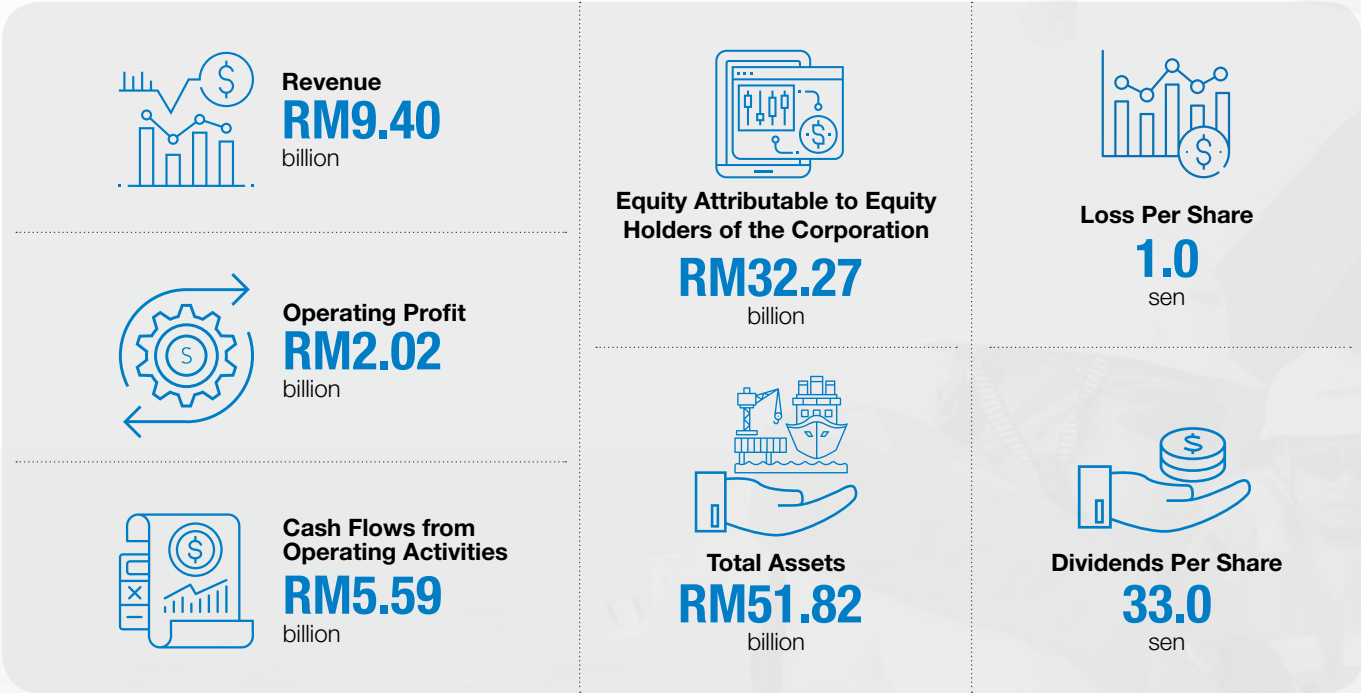 Revenue
RM9.40
billion
Operating Profit
RM2.02
billion
Cash Flows from
Operating Activities
RM5.59
billion
Equity Attributable to Equity
Holders of the Corporation
RM32.27
billion
Total Assets
RM51.82
billion
Loss Per Share
1.0
sen
Dividends Per Share
33.0
sen